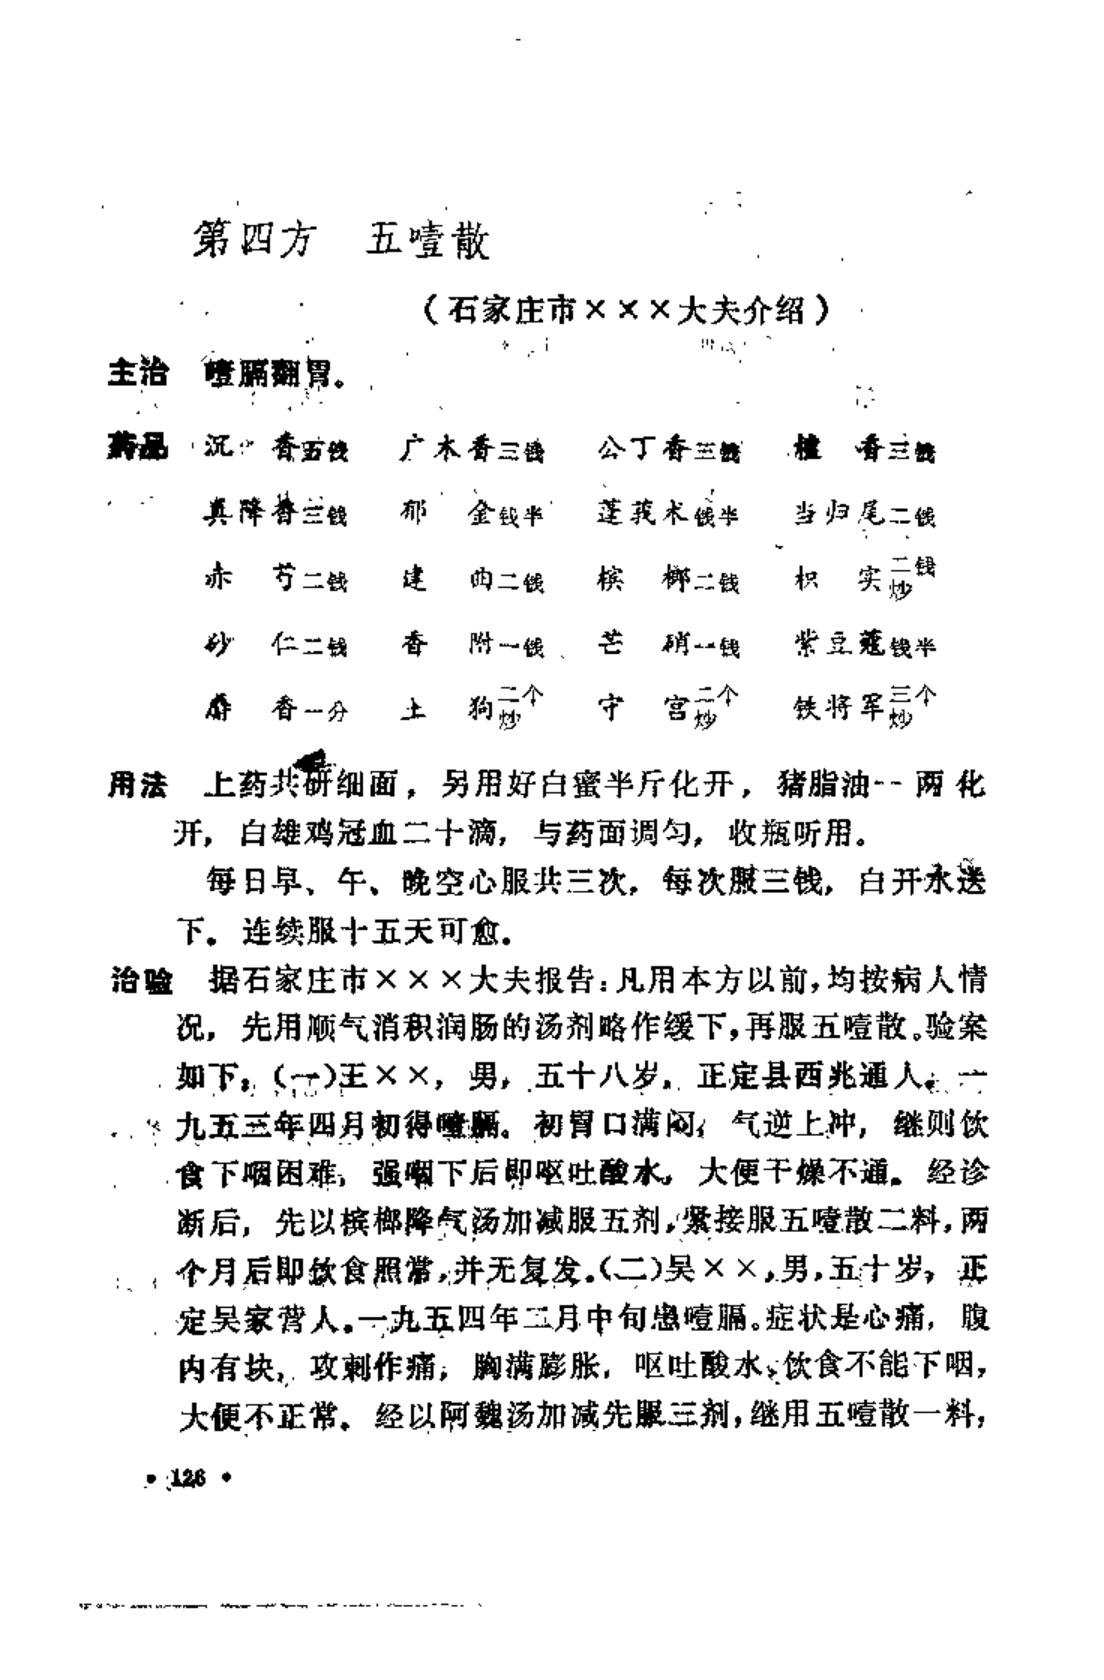 第四方 五噎散
（石家庄市×××大夫介绍）
主治 噎膈翻胃。
药品 沉香五钱 广木香三钱 公丁香三钱 檀香三钱
真降香三钱 郁金钱半 蓬莪术钱半 当归尾二钱
赤芍二钱 建曲二钱 槟榔二钱 枳实二钱炒
砂仁二钱 香附一钱 芒硝一钱 紫豆蔻钱半
麝香一分 土狗二个炒 守宫二个炒 铁将军三个炒
用法 上药共研细面，另用好白蜜半斤化开，猪脂油一两化
开，白雄鸡冠血二十滴，与药面调匀，收瓶听用。
每日早、午、晚空心服共三次，每次服三钱，白开水送
下。连续服十五天可愈。
治验 据石家庄市×××大夫报告：凡用本方以前，均按病人情
况，先用顺气消积润肠的汤剂略作缓下，再服五噎散。验案
如下：（一）王××，男，五十八岁，正定县西兆通人。一
九五三年四月初得噎膈。初胃口满闷，气逆上冲，继则饮
食下咽困难，强咽下后即呕吐酸水，大便干燥不通。经诊
断后，先以槟榔降气汤加减服五剂，紧接服五噎散二料，两
个月后即饮食照常，并无复发。（二）吴××，男，五十岁，正
定吴家营人。一九五四年二月中旬患噎膈。症状是心痛，腹
内有块，攻刺作痛，胸满膨胀，呕吐酸水、饮食不能下咽，
大便不正常。经以阿魏汤加减先服三剂，继用五噎散一料，
• 126 •